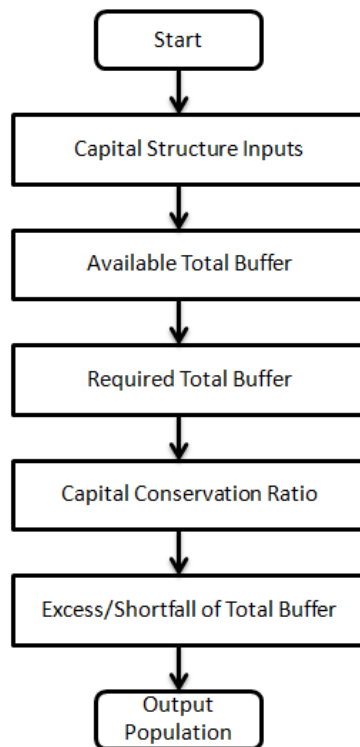 Start
Capital Structure Inputs
Available Total Buffer
Required Total Buffer
Capital Conservation Ratio
Excess/Shortfall of Total Buffer
Output
Population